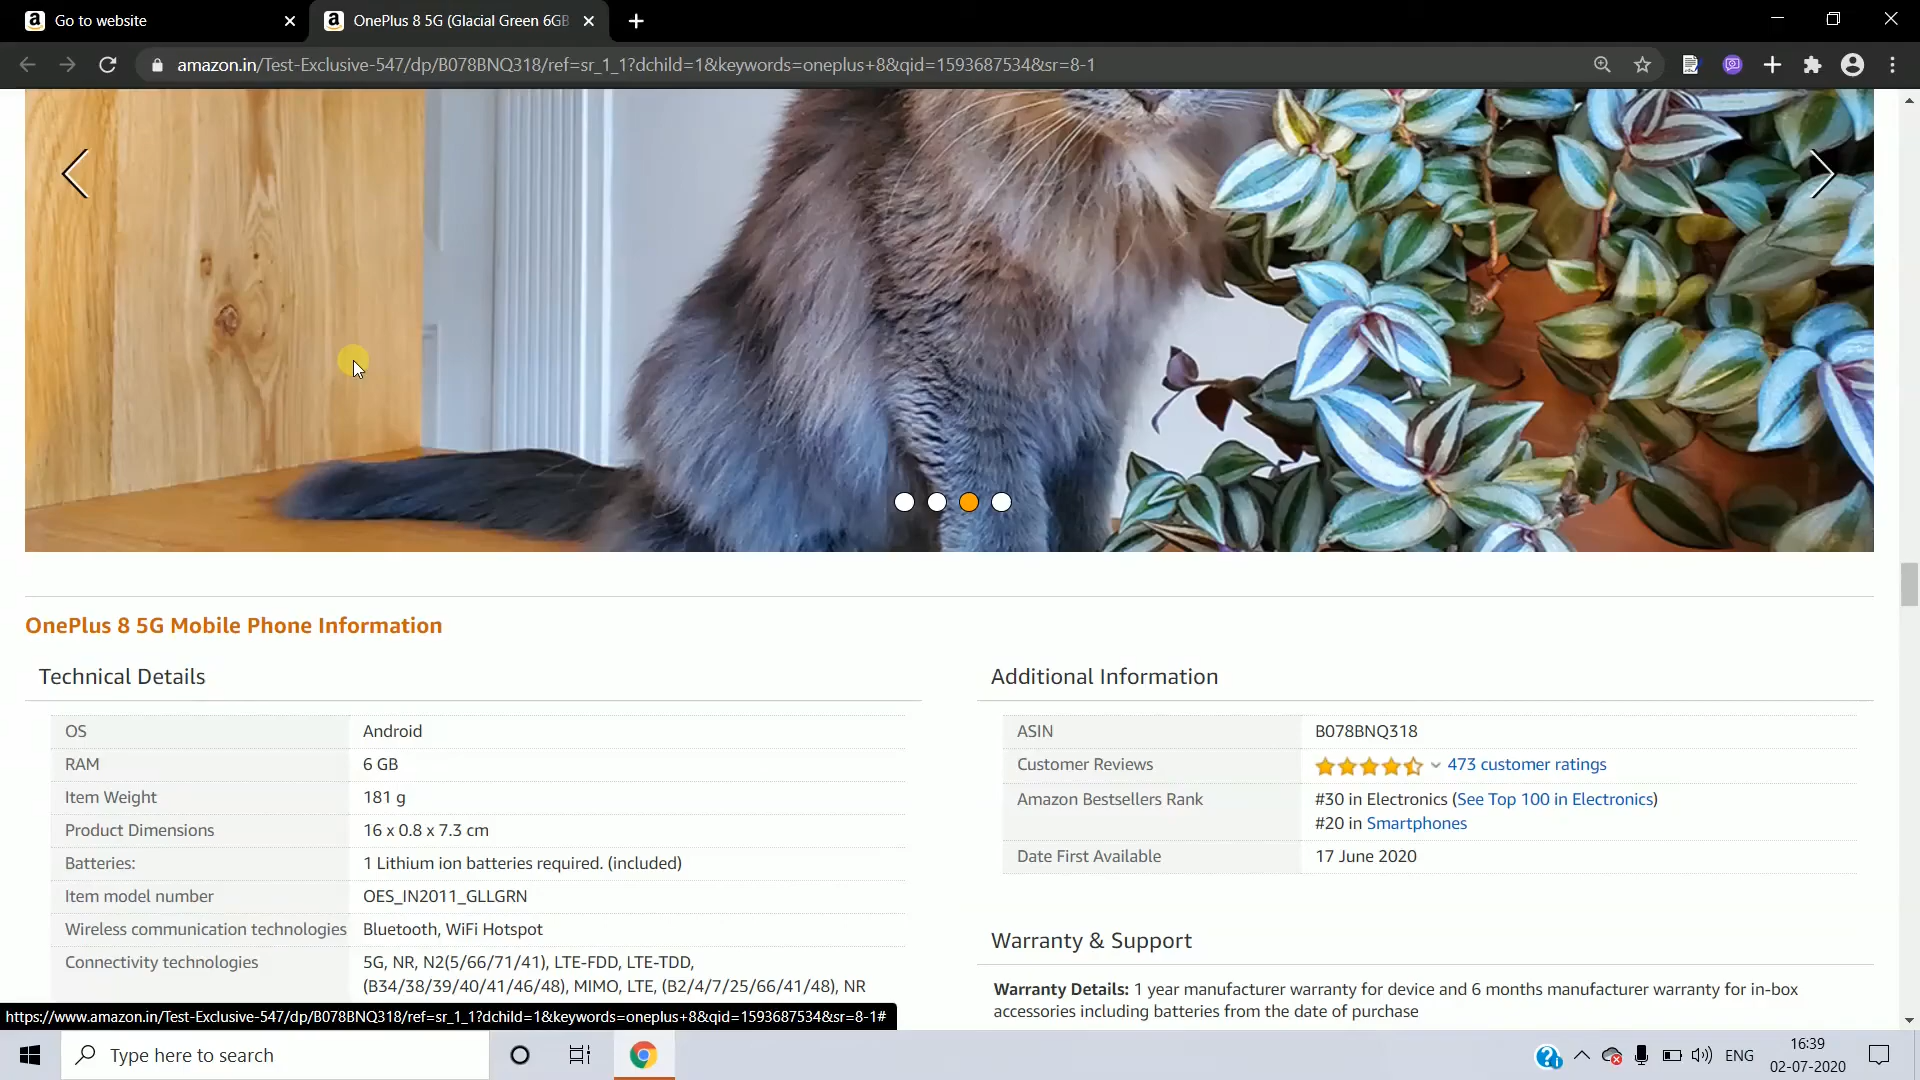 Go to website
OnePlus 8 5G (Glacial Green 6GB
amazon.in/Test-Exclusive-547/dp/B078BNQ318/ref=sr_1_1?dchild=1&keywords=oneplus+8&qid=1593687534&sr=8-1
OnePlus 8 5G Mobile Phone Information
Technical Details
OS Android
RAM 6 GB
Item Weight 181 g
Product Dimensions 16 x 0.8 x 7.3 cm
Batteries: 1 Lithium ion batteries required. (included)
Item model number OES_IN2011_GLLGRN
Wireless communication technologies Bluetooth, WiFi Hotspot
Connectivity technologies 5G, NR, N2(5/66/71/41), LTE-FDD, LTE-TDD,
(B34/38/39/40/41/46/48), MIMO, LTE, (B2/4/7/25/66/41/48), NR
Additional Information
ASIN B078BNQ318
Customer Reviews 473 customer ratings
Amazon Bestsellers Rank #30 in Electronics (See Top 100 in Electronics)
#20 in Smartphones
Date First Available 17 June 2020
Warranty & Support
Warranty Details: 1 year manufacturer warranty for device and 6 months manufacturer warranty for in-box
accessories including batteries from the date of purchase
https://www.amazon.in/Test-Exclusive-547/dp/B078BNQ318/ref=sr_1_1?dchild=1&keywords=oneplus+8&qid=1593687534&sr=8-1#
Type here to search
ENG
16:39
02-07-2020